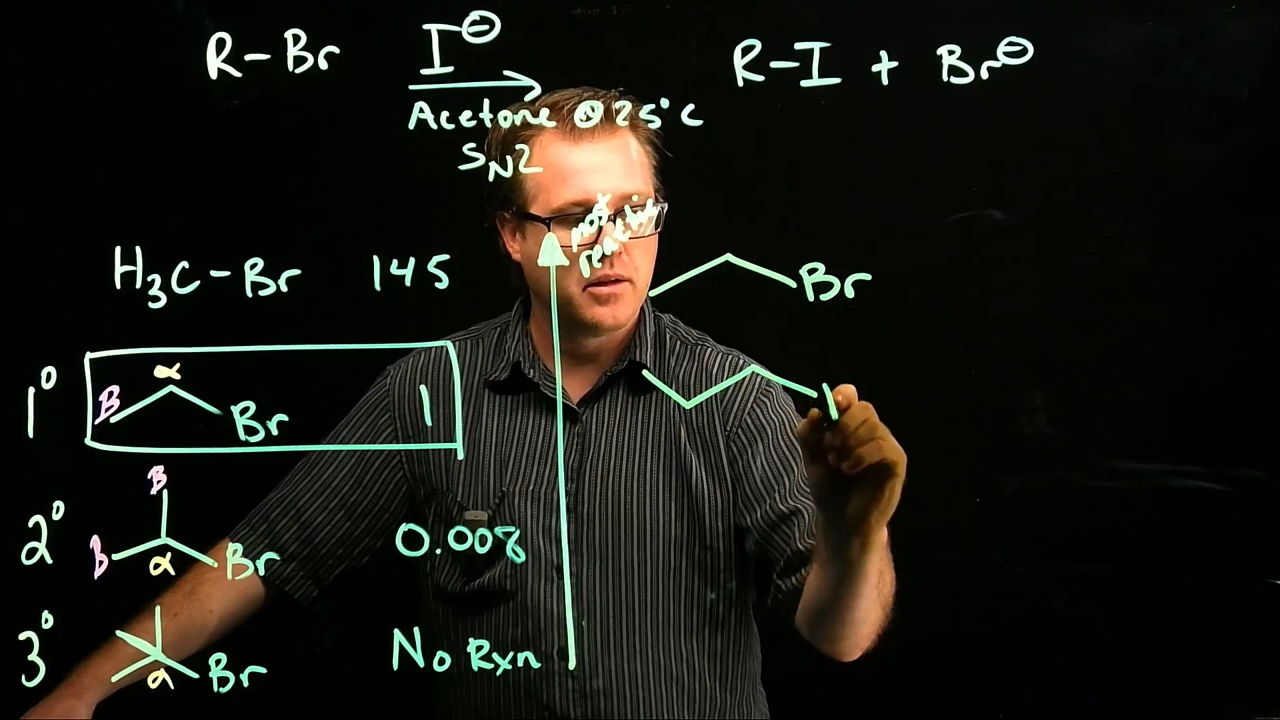 R-Br I⊖ R-I + Br⊖
Acetone @ 25°C
SN2
most
reactive
H3C-Br 145
Br
1° B α Br 1
B
2° B α Br 0.008
3° α Br No Rxn